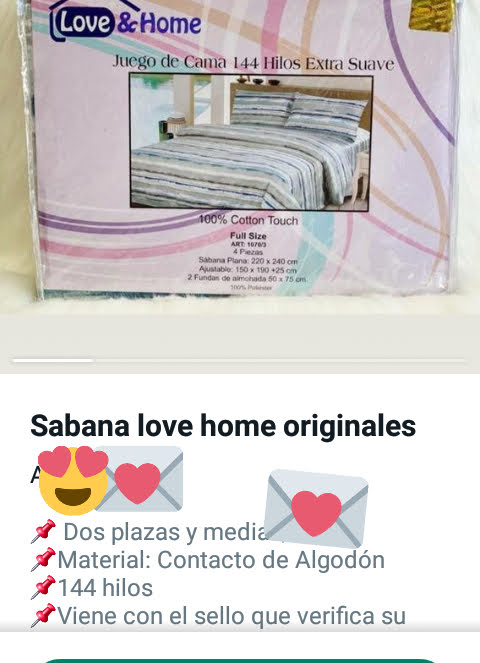 Love & Home
Juego de Cama 144 Hilos Extra Suave
100% Cotton Touch
Full Size
ART: 1679/3
4 Piezas
Sábana Plana: 220 x 240 cm
Ajustable: 150 x 190 +25 cm
2 Fundas de almohada 50 x 75 cm.
100% Poliester
Sabana love home originales
A
📌 Dos plazas y media
📌Material: Contacto de Algodón
📌144 hilos
📌Viene con el sello que verifica su